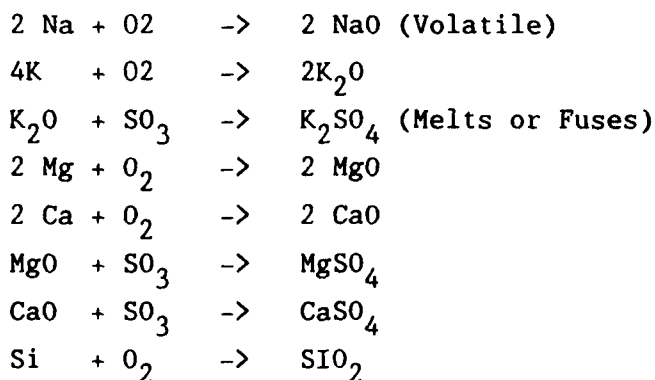 2 Na + O2 -> 2 NaO (Volatile)
4K + O2 -> 2K2O
K2O + SO3 -> K2SO4 (Melts or Fuses)
2 Mg + O2 -> 2 MgO
2 Ca + O2 -> 2 CaO
MgO + SO3 -> MgSO4
CaO + SO3 -> CaSO4
Si + O2 -> SIO2